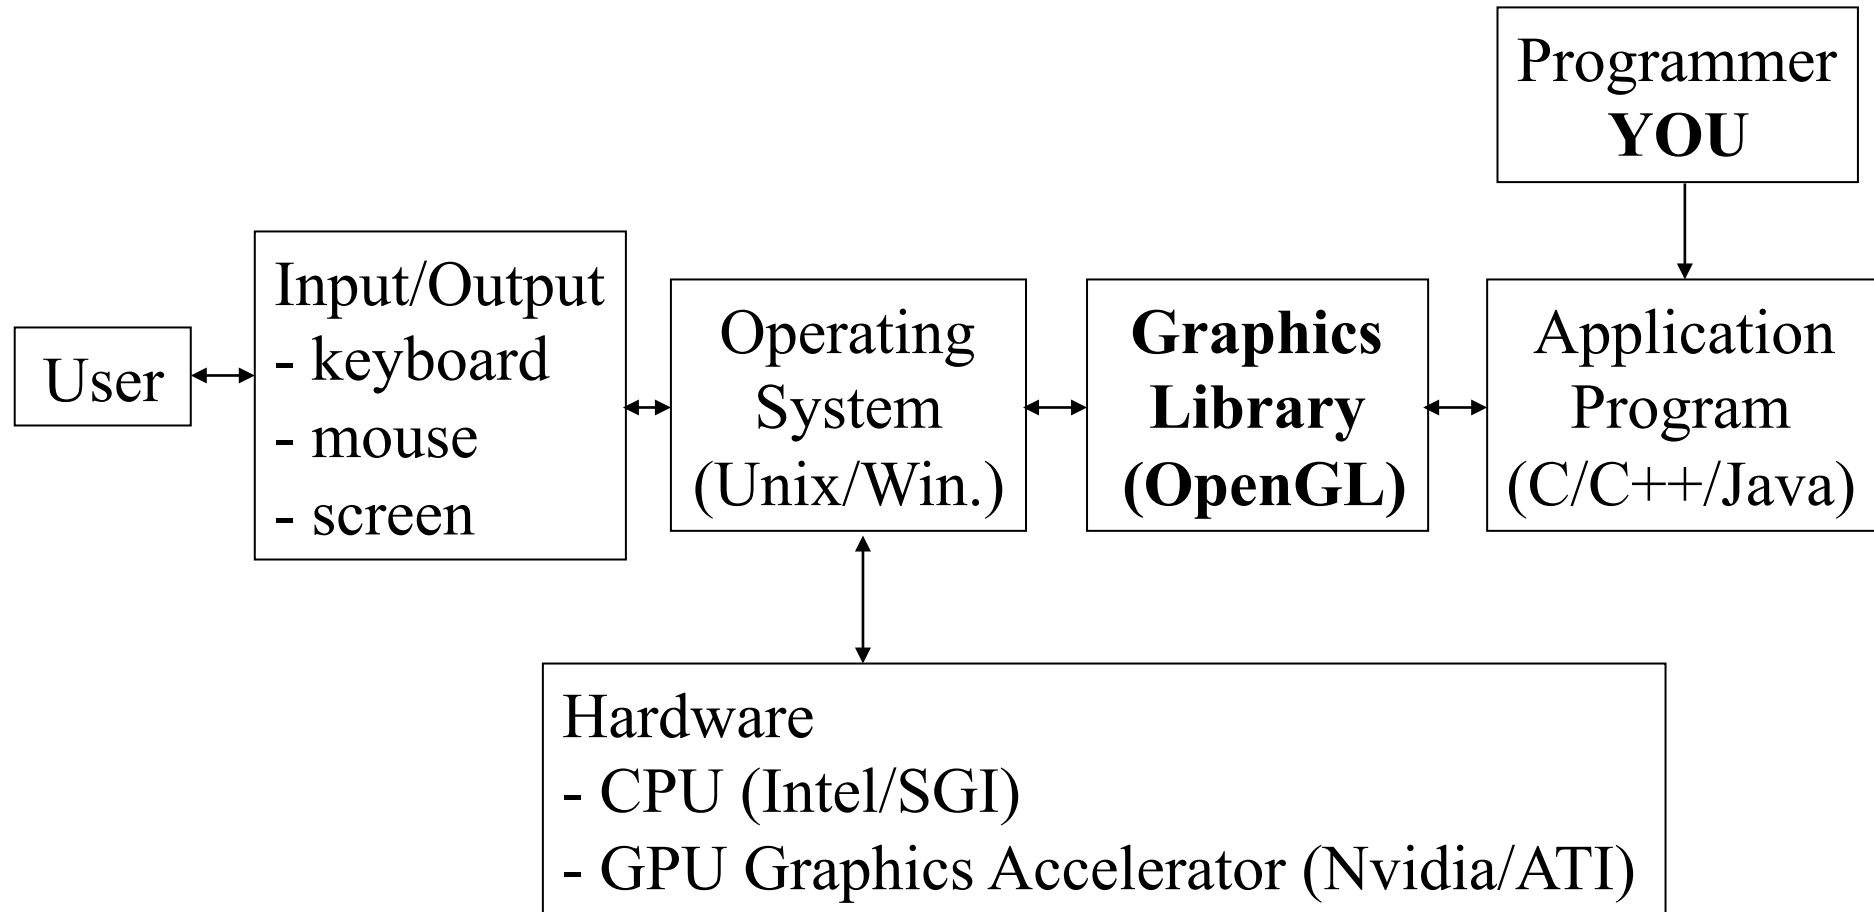 Programmer
YOU
User
Input/Output
- keyboard
- mouse
- screen
Operating
System
(Unix/Win.)
Graphics
Library
(OpenGL)
Application
Program
(C/C++/Java)
Hardware
- CPU (Intel/SGI)
- GPU Graphics Accelerator (Nvidia/ATI)